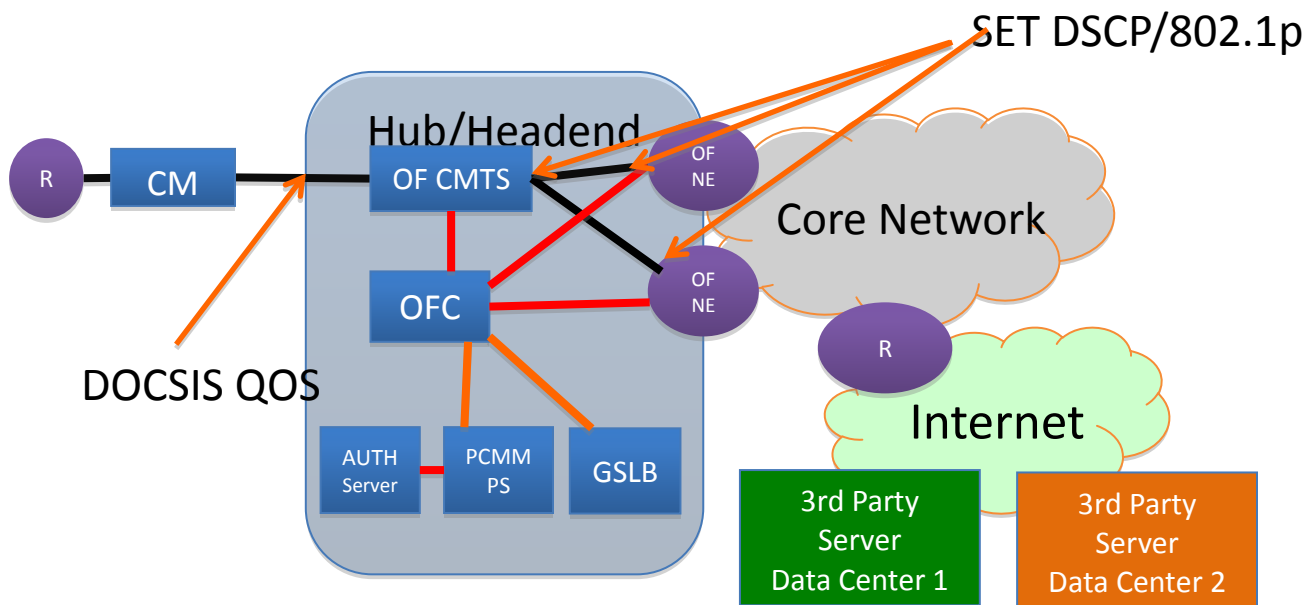 SET DSCP/802.1p
Hub/Headend
R
CM
OF CMTS
OF
NE
Core Network
OFC
OF
NE
R
DOCSIS QOS
Internet
AUTH
Server
PCMM
PS
GSLB
3rd Party
Server
Data Center 1
3rd Party
Server
Data Center 2